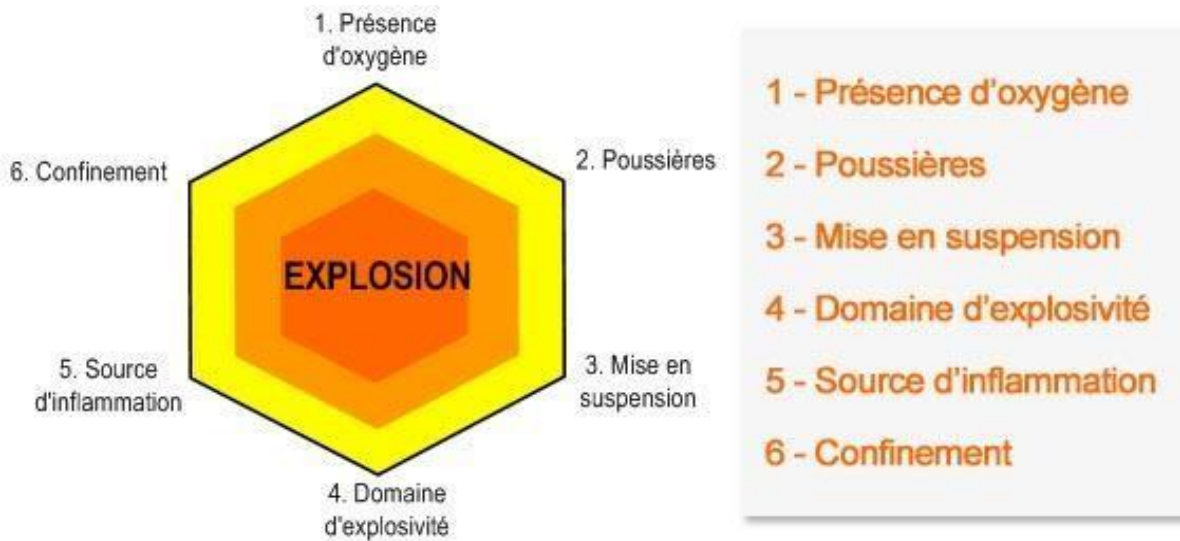 1. Présence
d'oxygène
2. Poussières
3. Mise en
suspension
4. Domaine
d'explosivité
5. Source
d'inflammation
6. Confinement
EXPLOSION
1 - Présence d'oxygène
2 - Poussières
3 - Mise en suspension
4 - Domaine d'explosivité
5 - Source d'inflammation
6 - Confinement